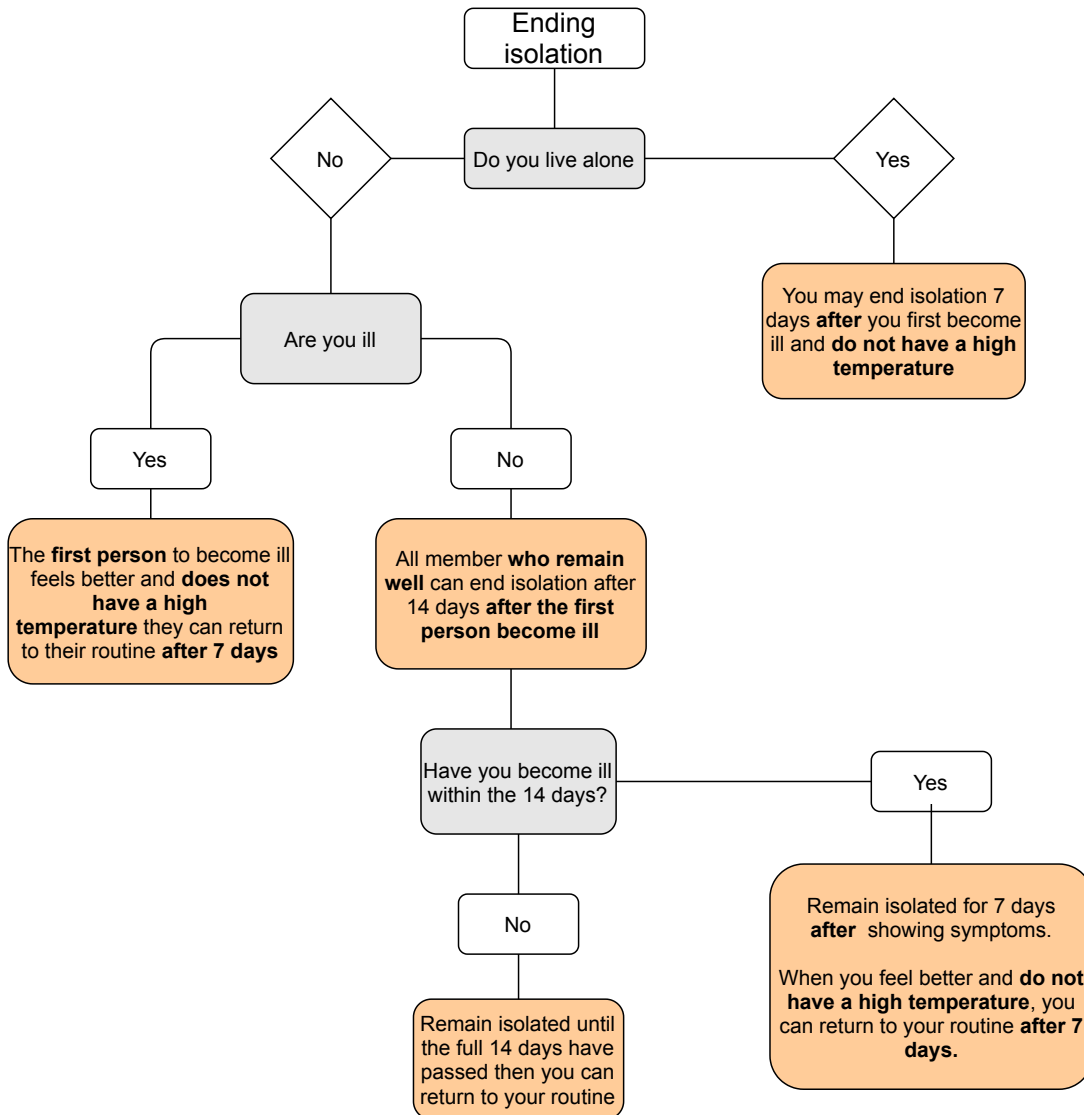 Ending
isolation
No
Do you live alone
Yes
You may end isolation 7
days after you first become
ill and do not have a high
temperature
Are you ill
Yes
No
The first person to become ill
feels better and does not
have a high
temperature they can return
to their routine after 7 days
All member who remain
well can end isolation after
14 days after the first
person become ill
Have you become ill
within the 14 days?
Yes
No
Remain isolated for 7 days
after showing symptoms.
When you feel better and do not
have a high temperature, you
can return to your routine after 7
days.
Remain isolated until
the full 14 days have
passed then you can
return to your routine